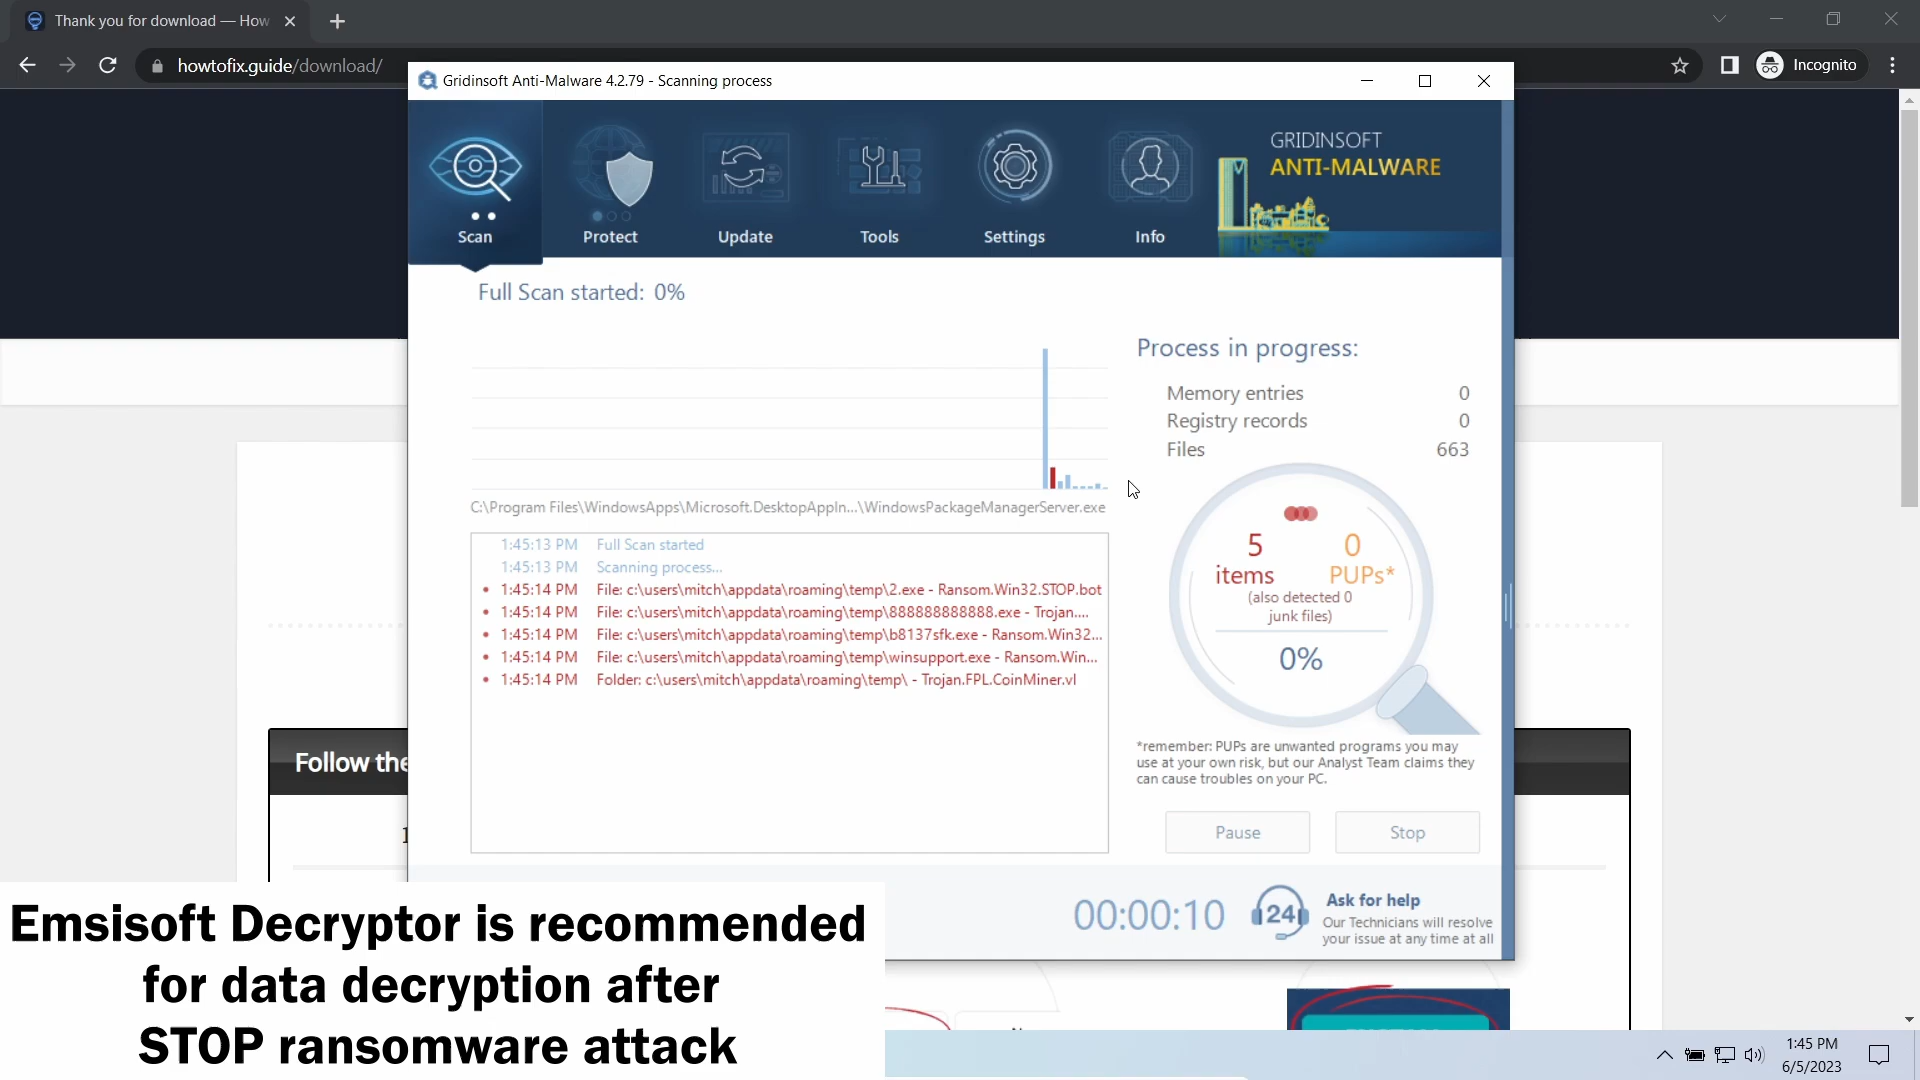 Thank you for download — How
howtofix.guide/download/
Incognito
Gridinsoft Anti-Malware 4.2.79 - Scanning process
Scan
Protect
Update
Tools
Settings
Info
GRIDINSOFT
ANTI-MALWARE
Full Scan started: 0%
Process in progress:
Memory entries 0
Registry records 0
Files 663
C:\Program Files\WindowsApps\Microsoft.DesktopAppIn...\WindowsPackageManagerServer.exe
1:45:13 PM Full Scan started
1:45:13 PM Scanning process...
• 1:45:14 PM File: c:\users\mitch\appdata\roaming\temp\2.exe - Ransom.Win32.STOP.bot
• 1:45:14 PM File: c:\users\mitch\appdata\roaming\temp\888888888888.exe - Trojan....
• 1:45:14 PM File: c:\users\mitch\appdata\roaming\temp\b8137sfk.exe - Ransom.Win32...
• 1:45:14 PM File: c:\users\mitch\appdata\roaming\temp\winsupport.exe - Ransom.Win...
• 1:45:14 PM Folder: c:\users\mitch\appdata\roaming\temp\ - Trojan.FPL.CoinMiner.vl
5 0
items PUPs*
(also detected 0
junk files)
0%
*remember: PUPs are unwanted programs you may
use at your own risk, but our Analyst Team claims they
can cause troubles on your PC.
Pause
Stop
Follow the
1
00:00:10
24
Ask for help
Our Technicians will resolve
your issue at any time at all
Emsisoft Decryptor is recommended
for data decryption after
STOP ransomware attack
1:45 PM
6/5/2023